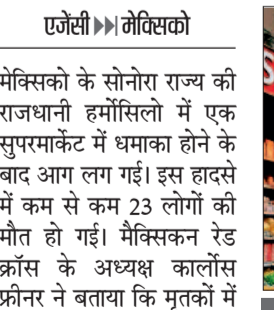 एजेंसी ▶▶| मेक्सिको
मेक्सिको के सोनोरा राज्य की
राजधानी हर्मोसिलो में एक
सुपरमार्केट में धमाका होने के
बाद आग लग गई। इस हादसे
में कम से कम 23 लोगों की
मौत हो गई। मैक्सिकन रेड
क्रॉस के अध्यक्ष कार्लोस
फ्रीनर ने बताया कि मृतकों में